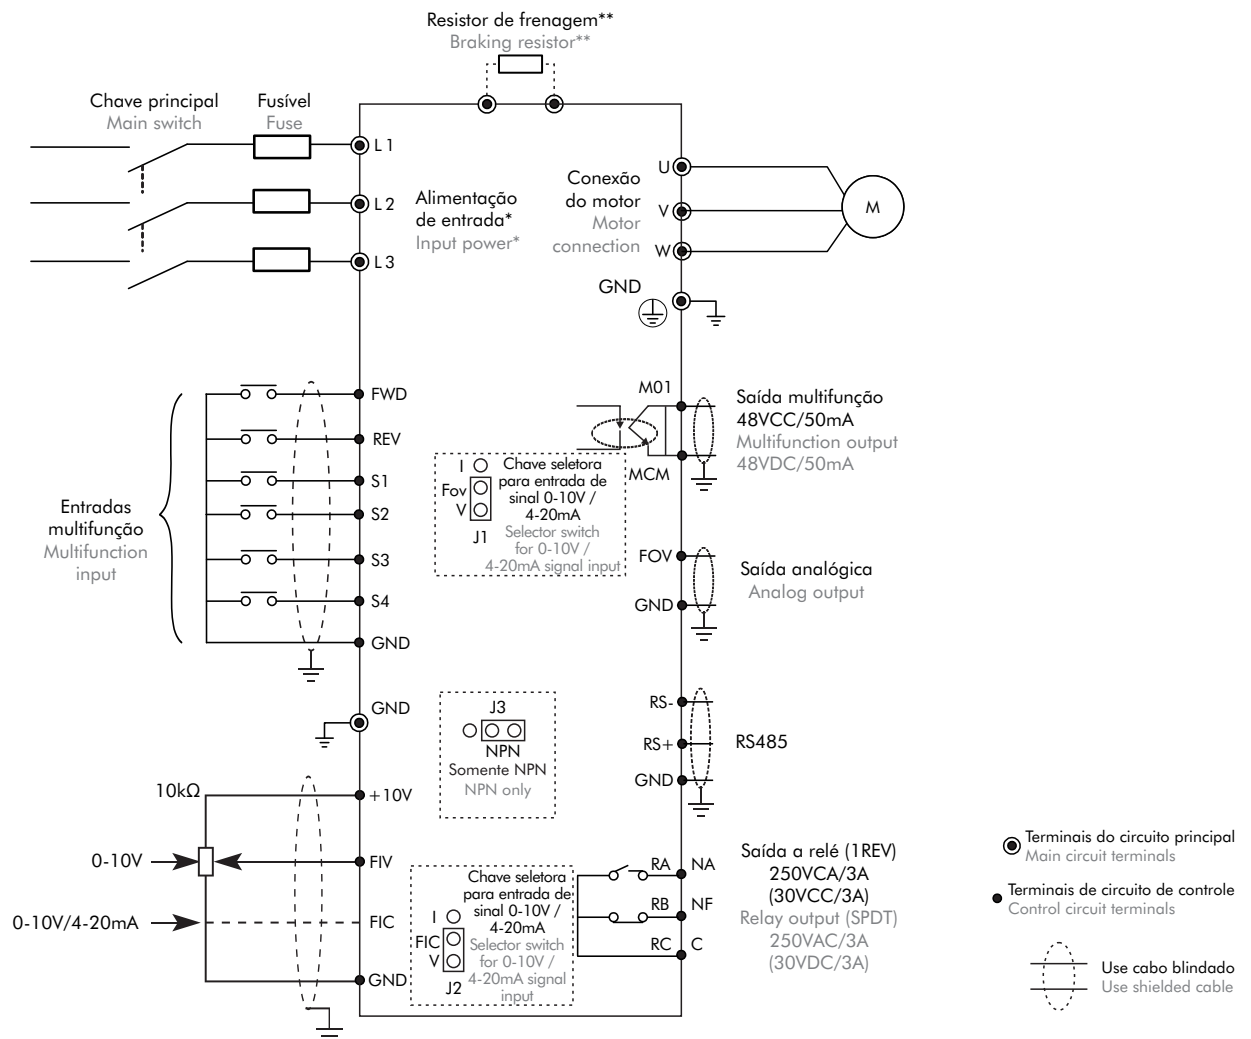 Resistor de frenagem**
Braking resistor**
Chave principal
Main switch
Fusível
Fuse
L1
L2
L3
Alimentação
de entrada*
Input power*
Conexão
do motor
Motor
connection
U
V
W
M
GND
Entradas
multifunção
Multifunction
input
FWD
REV
S1
S2
S3
S4
GND
M01
MCM
Saída multifunção
48VCC/50mA
Multifunction output
48VDC/50mA
I
Fov
V
J1
Chave seletora
para entrada de
sinal 0-10V /
4-20mA
Selector switch
for 0-10V /
4-20mA signal input
FOV
GND
Saída analógica
Analog output
GND
J3
NPN
Somente NPN
NPN only
RS-
RS+
GND
RS485
10kΩ
0-10V
0-10V/4-20mA
+10V
FIV
FIC
GND
I
FIC
V
J2
Chave seletora
para entrada de
sinal 0-10V /
4-20mA
Selector switch
for 0-10V /
4-20mA signal
input
RA
NA
RB
NF
RC
C
Saída a relé (1REV)
250VCA/3A
(30VCC/3A)
Relay output (SPDT)
250VAC/3A
(30VDC/3A)
Terminais do circuito principal
Main circuit terminals
Terminais de circuito de controle
Control circuit terminals
Use cabo blindado
Use shielded cable